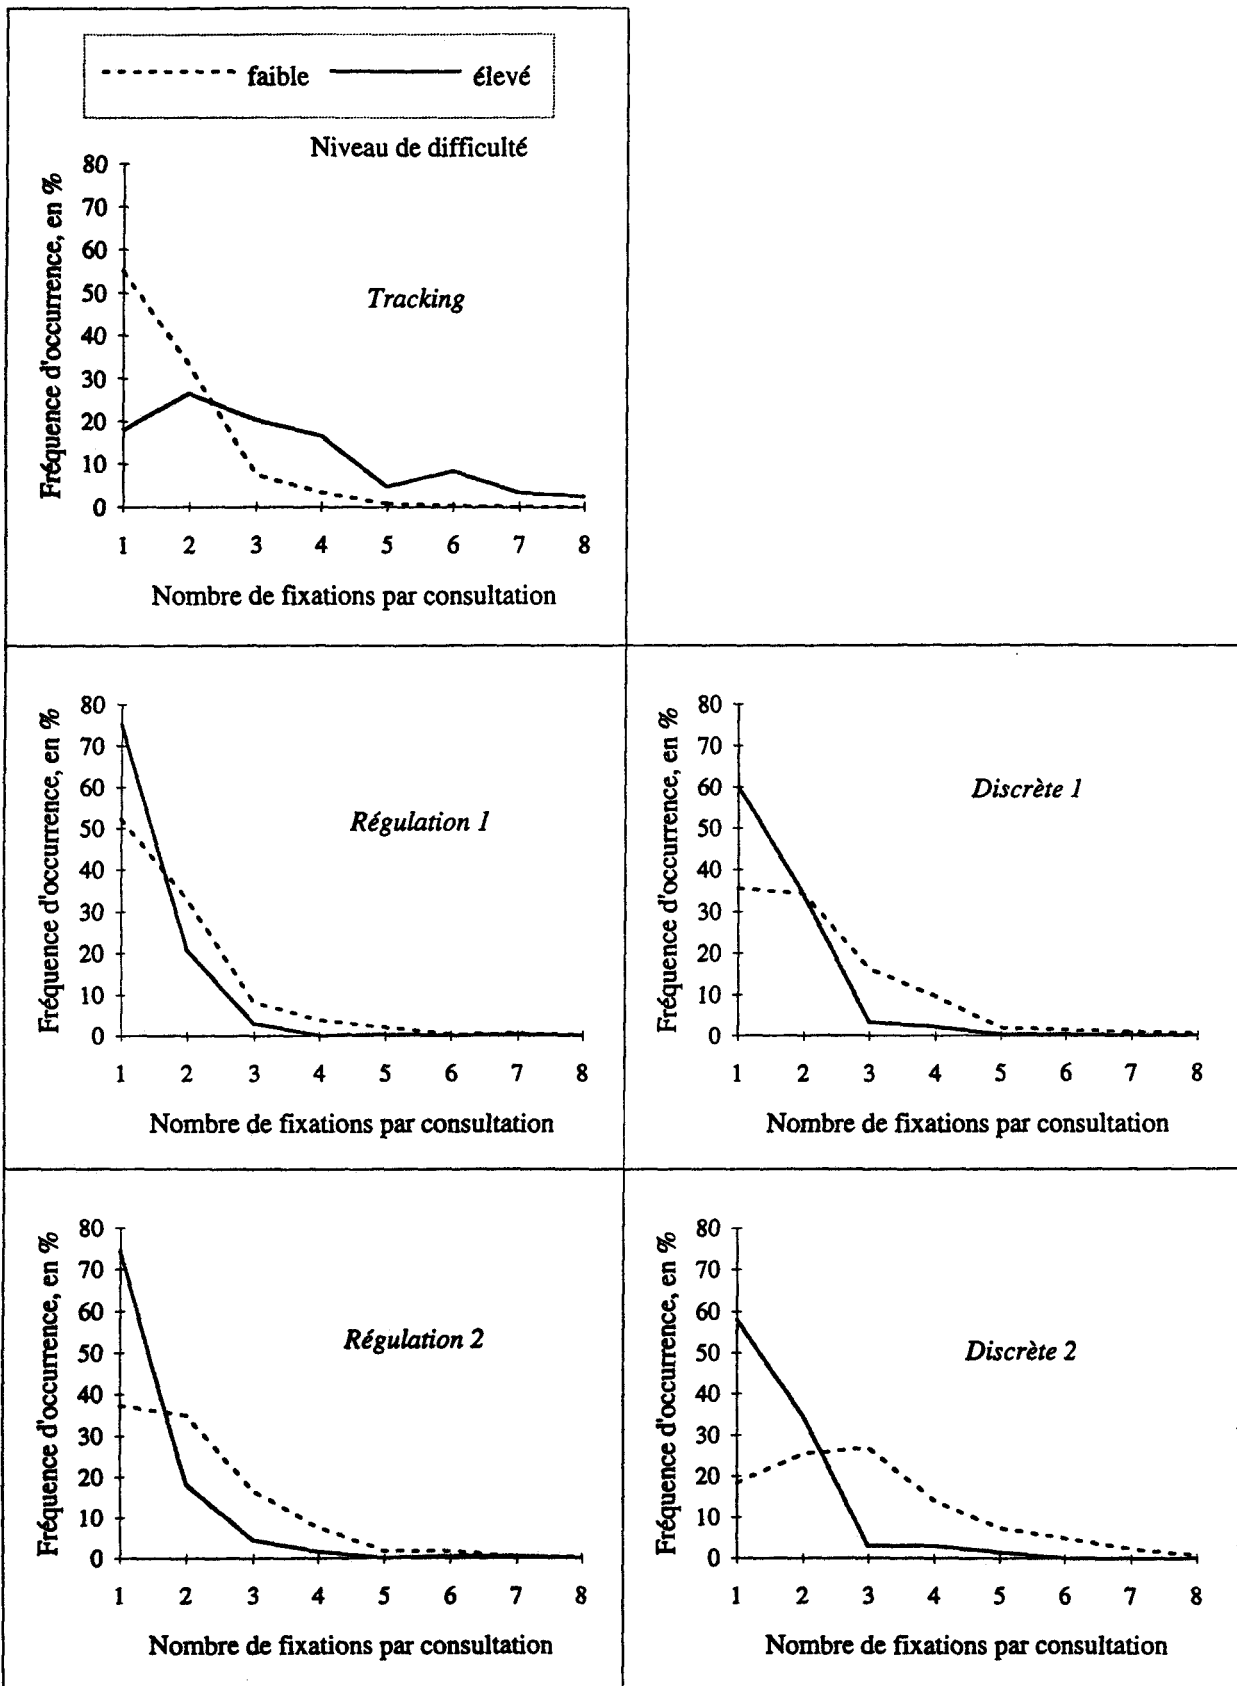 faible élevé
Niveau de difficulté
Fréquence d'occurrence, en %
80
70
60
50
40
30
20
10
0
Tracking
1 2 3 4 5 6 7 8
Nombre de fixations par consultation
Fréquence d'occurrence, en %
80
70
60
50
40
30
20
10
0
Régulation 1
1 2 3 4 5 6 7 8
Nombre de fixations par consultation
Fréquence d'occurrence, en %
80
70
60
50
40
30
20
10
0
Discrète 1
1 2 3 4 5 6 7 8
Nombre de fixations par consultation
Fréquence d'occurrence, en %
80
70
60
50
40
30
20
10
0
Régulation 2
1 2 3 4 5 6 7 8
Nombre de fixations par consultation
Fréquence d'occurrence, en %
80
70
60
50
40
30
20
10
0
Discrète 2
1 2 3 4 5 6 7 8
Nombre de fixations par consultation